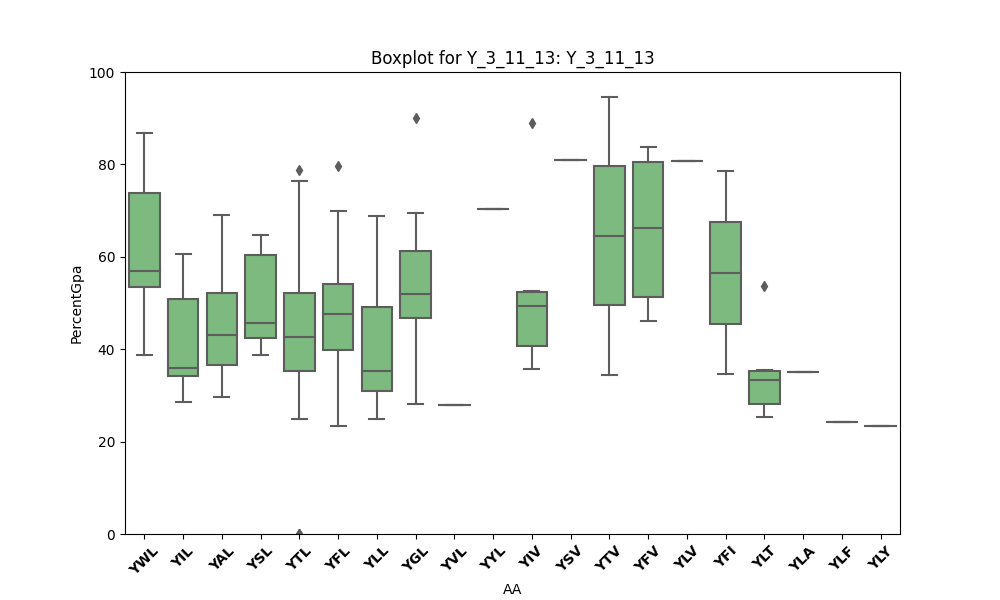 Boxplot for Y_3_11_13: Y_3_11_13
100
80
60
40
20
0
PercentGpa
YWL YIL YAL YSL YTL YFL YLL YGL YVL YYL YIV YSV YTV YFV YLV YFI YLT YLA YLF YLY
AA